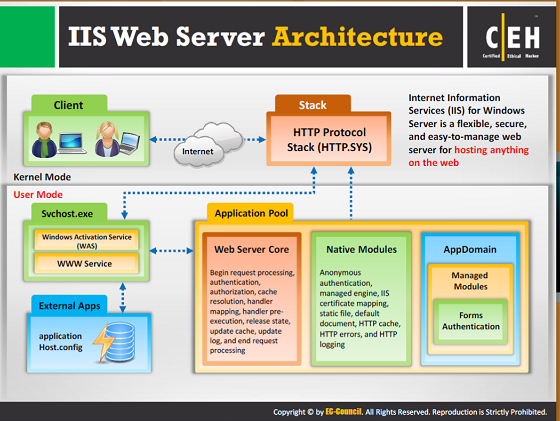 IIS Web Server Architecture
C|EH
Certified Ethical Hacker
Client
Internet
Stack
HTTP Protocol
Stack (HTTP.SYS)
Internet Information
Services (IIS) for Windows
Server is a flexible, secure,
and easy-to-manage web
server for hosting anything
on the web
Kernel Mode
User Mode
Svchost.exe
Windows Activation Service
(WAS)
WWW Service
External Apps
application
Host.config
Application Pool
Web Server Core
Begin request processing,
authentication,
authorization, cache
resolution, handler
mapping, handler pre-
execution, release state,
update cache, update
log, and end request
processing
Native Modules
Anonymous
authentication,
managed engine, IIS
certificate mapping,
static file, default
document, HTTP cache,
HTTP errors, and HTTP
logging
AppDomain
Managed
Modules
Forms
Authentication
Copyright © by EC-Council. All Rights Reserved. Reproduction is Strictly Prohibited.